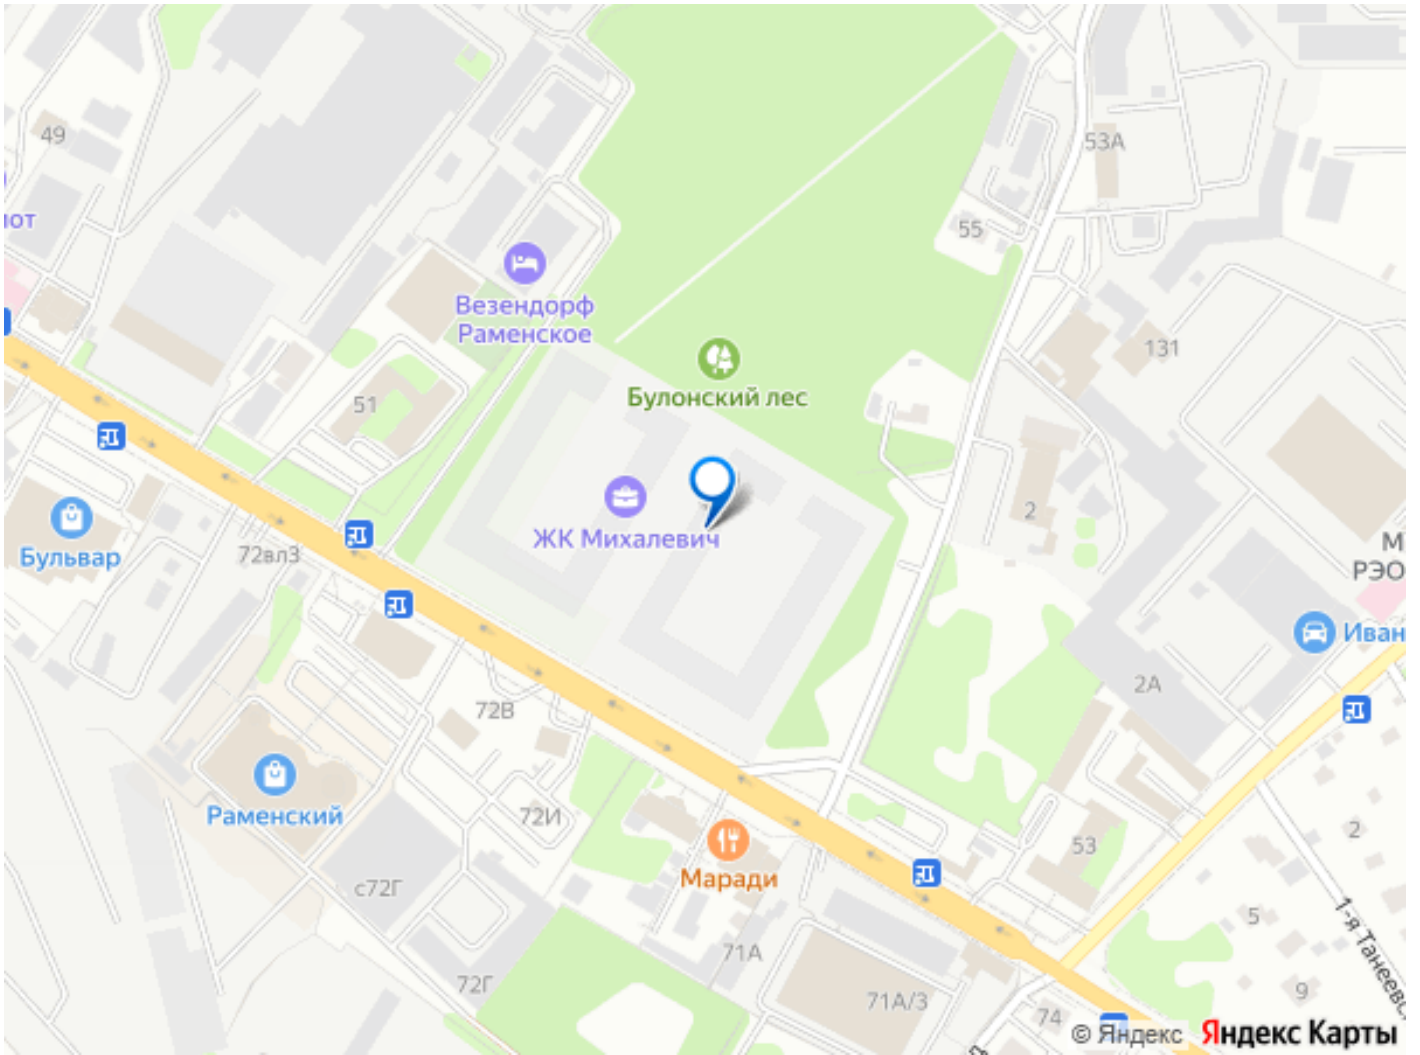 49
53А
55
Везендорф
Раменское
131
Булонский лес
51
2
ЖК Михалевич
Бульвар
72вл3
РЭО
Иван
2А
72В
Раменский
72И
2
53
Маради
с72Г
5
1-я Танеевс
71А
72Г
71А/3
9
74
© Яндекс
Яндекс Карты